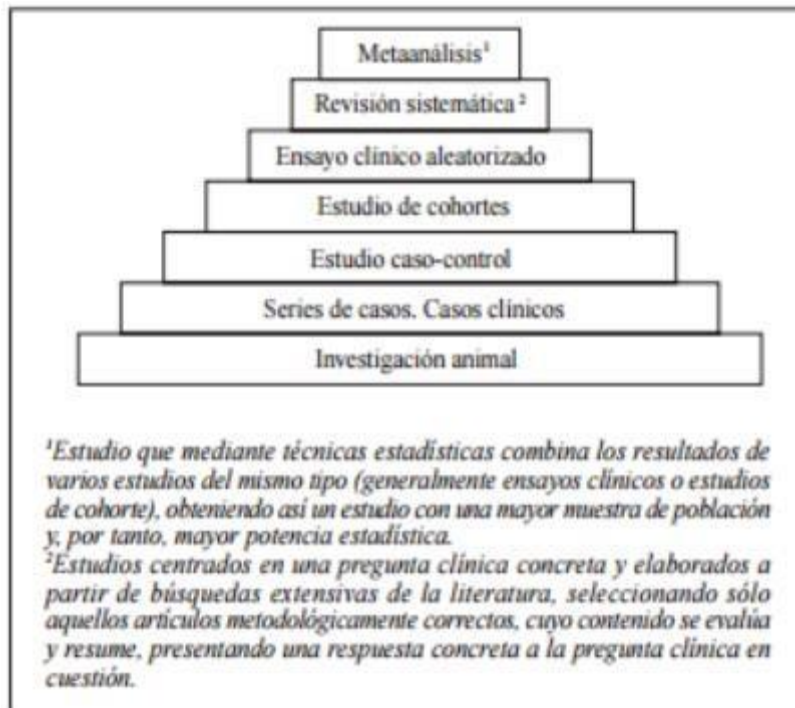 Metaanálisis¹
Revisión sistemática ²
Ensayo clínico aleatorizado
Estudio de cohortes
Estudio caso-control
Series de casos. Casos clínicos
Investigación animal
¹Estudio que mediante técnicas estadísticas combina los resultados de
varios estudios del mismo tipo (generalmente ensayos clínicos o estudios
de cohorte), obteniendo así un estudio con una mayor muestra de población
y, por tanto, mayor potencia estadística.
²Estudios centrados en una pregunta clínica concreta y elaborados a
partir de búsquedas extensivas de la literatura, seleccionando sólo
aquellos artículos metodológicamente correctos, cuyo contenido se evalúa
y resume, presentando una respuesta concreta a la pregunta clínica en
cuestión.